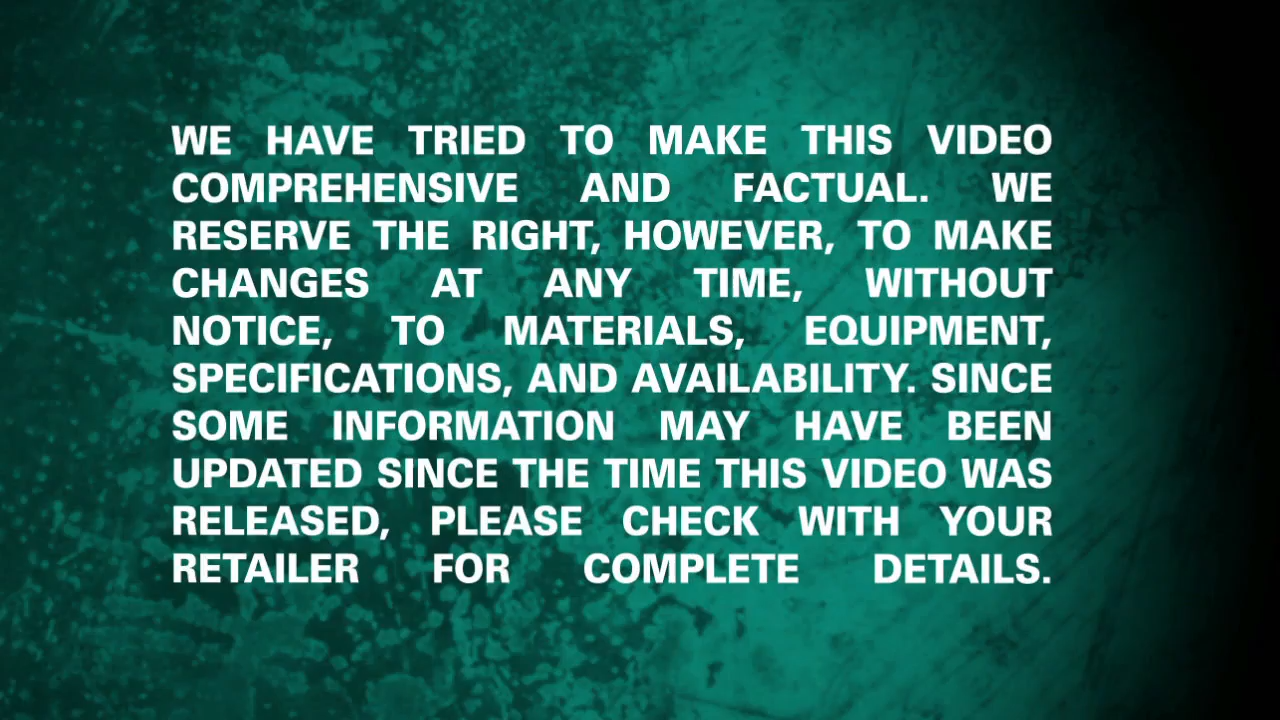 WE HAVE TRIED TO MAKE THIS VIDEO
COMPREHENSIVE AND FACTUAL. WE
RESERVE THE RIGHT, HOWEVER, TO MAKE
CHANGES AT ANY TIME, WITHOUT
NOTICE, TO MATERIALS, EQUIPMENT,
SPECIFICATIONS, AND AVAILABILITY. SINCE
SOME INFORMATION MAY HAVE BEEN
UPDATED SINCE THE TIME THIS VIDEO WAS
RELEASED, PLEASE CHECK WITH YOUR
RETAILER FOR COMPLETE DETAILS.